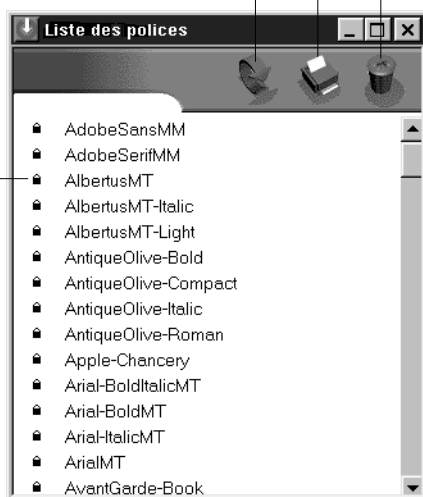 Liste des polices
AdobeSansMM
AdobeSerifMM
AlbertusMT
AlbertusMT-Italic
AlbertusMT-Light
AntiqueOlive-Bold
AntiqueOlive-Compact
AntiqueOlive-Italic
AntiqueOlive-Roman
Apple-Chancery
Arial-BoldItalicMT
Arial-BoldMT
Arial-ItalicMT
ArialMT
AvantGarde-Book